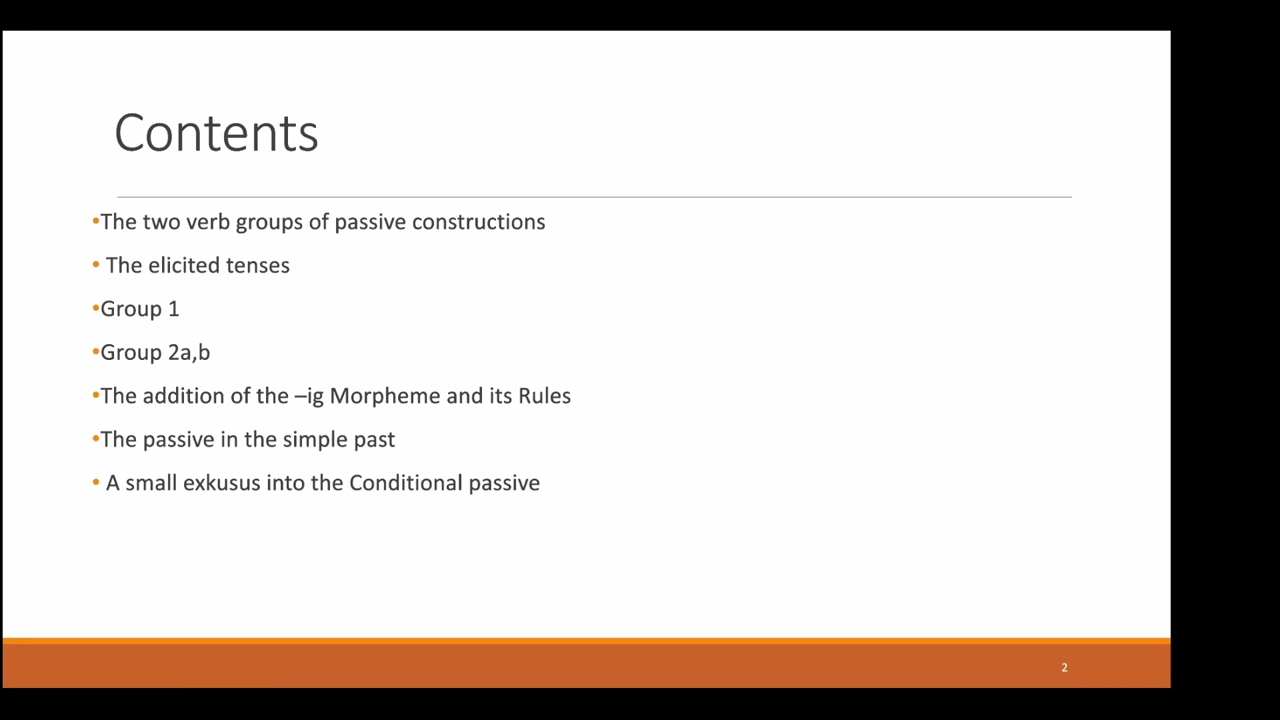 Contents
•The two verb groups of passive constructions
• The elicited tenses
•Group 1
•Group 2a,b
•The addition of the –ig Morpheme and its Rules
•The passive in the simple past
• A small exkusus into the Conditional passive
2